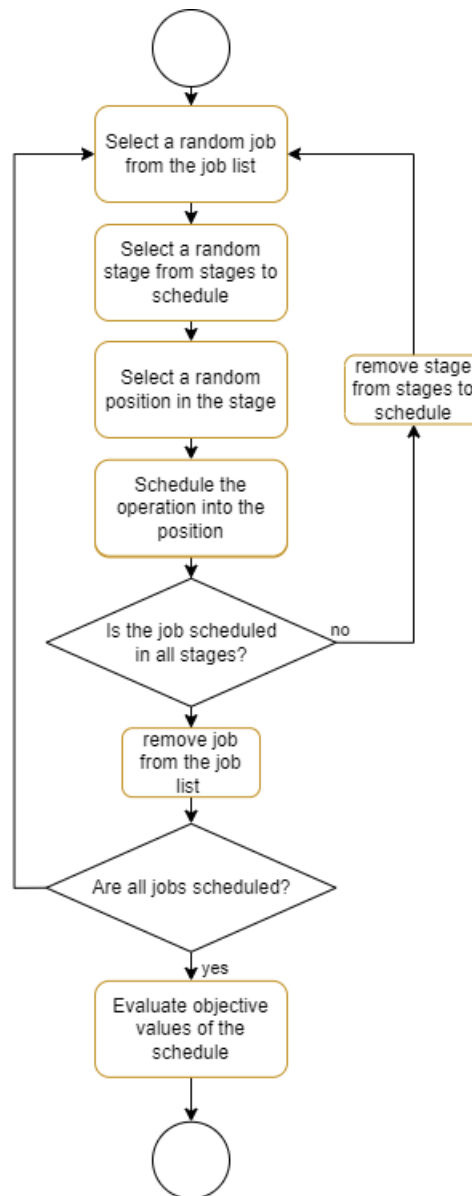 Select a random job
from the job list
Select a random
stage from stages to
schedule
Select a random
position in the stage
remove stage
from stages to
schedule
Schedule the
operation into the
position
Is the job scheduled
in all stages?
no
remove job
from the job
list
Are all jobs scheduled?
yes
Evaluate objective
values of the
schedule